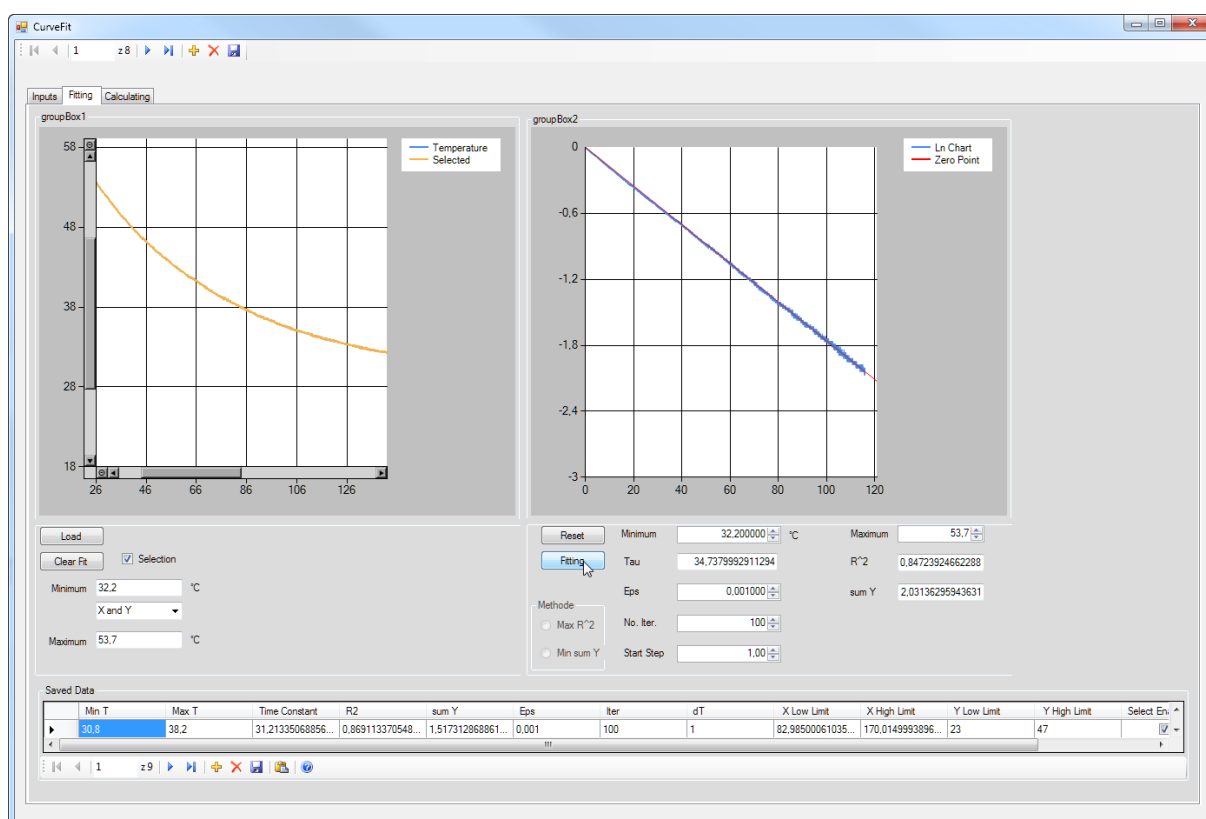 CurveFit
1 z 8
Inputs Fitting Calculating
groupBox1
58
48
38
28
18
26 46 66 86 106 126
Temperature
Selected
groupBox2
0
-0.6
-1.2
-1.8
-2.4
-3
0 20 40 60 80 100 120
Ln Chart
Zero Point
Load
Clear Fit Selection
Minimum 32,2 °C
X and Y
Maximum 53,7 °C
Reset Minimum 32,200000 °C Maximum 53,7
Fitting Tau 34,7379992911294 R^2 0,84723924662288
Eps 0,001000 sum Y 2,03136295943631
Methode
Max R^2 No. Iter. 100
Min sum Y Start Step 1,00
Saved Data
Min T Max T Time Constant R2 sum Y Eps Iter dT X Low Limit X High Limit Y Low Limit Y High Limit Select En
30,8 38,2 31,21335068856... 0,869113370548... 1,517312868861... 0,001 100 1 82,98500061035... 170,0149993896... 23 47
1 z 9